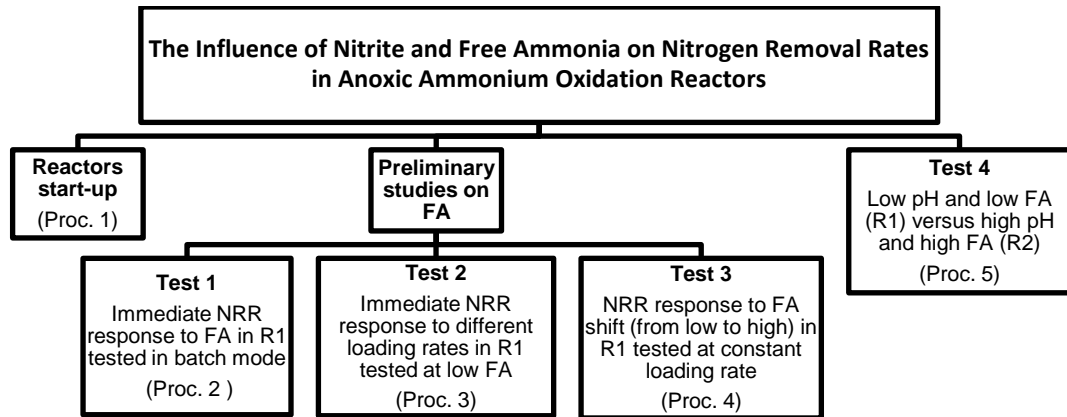 The Influence of Nitrite and Free Ammonia on Nitrogen Removal Rates
in Anoxic Ammonium Oxidation Reactors
Reactors
start-up
(Proc. 1)
Preliminary
studies on
FA
Test 4
Low pH and low FA
(R1) versus high pH
and high FA (R2)
(Proc. 5)
Test 1
Immediate NRR
response to FA in R1
tested in batch mode
(Proc. 2 )
Test 2
Immediate NRR
response to different
loading rates in R1
tested at low FA
(Proc. 3)
Test 3
NRR response to FA
shift (from low to high) in
R1 tested at constant
loading rate
(Proc. 4)